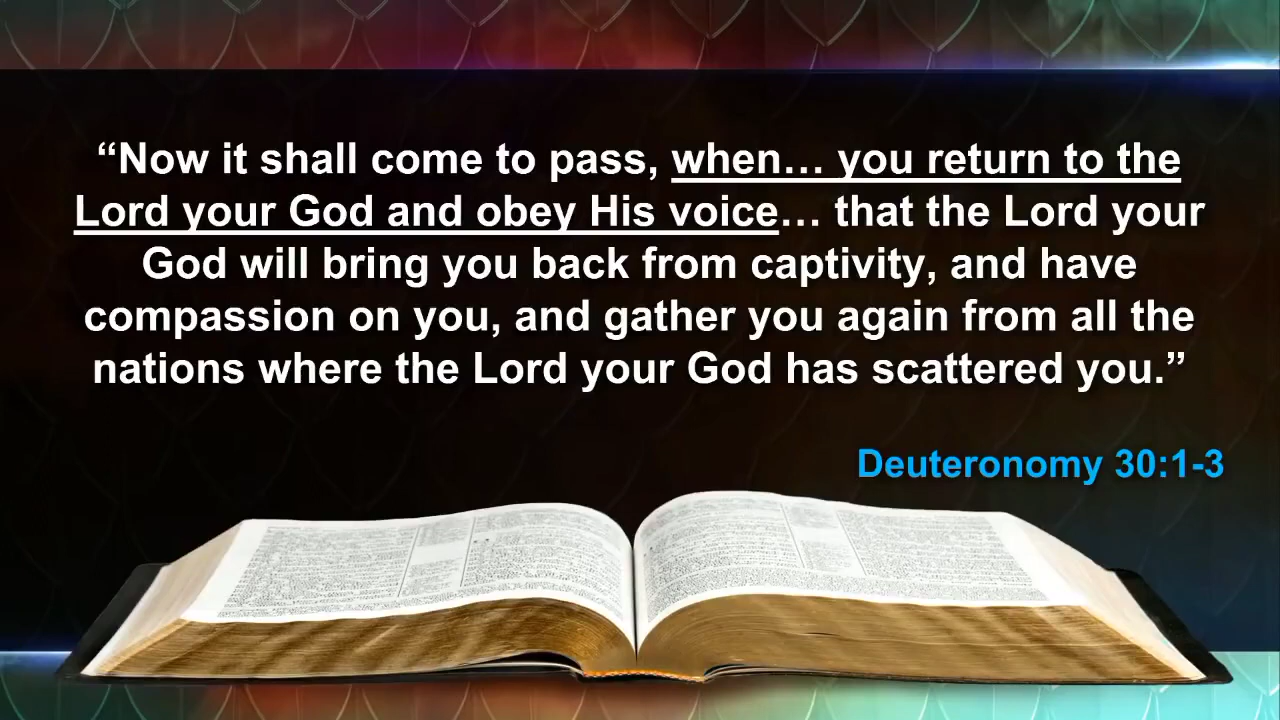 “Now it shall come to pass, when… you return to the
Lord your God and obey His voice… that the Lord your
God will bring you back from captivity, and have
compassion on you, and gather you again from all the
nations where the Lord your God has scattered you.”
Deuteronomy 30:1-3